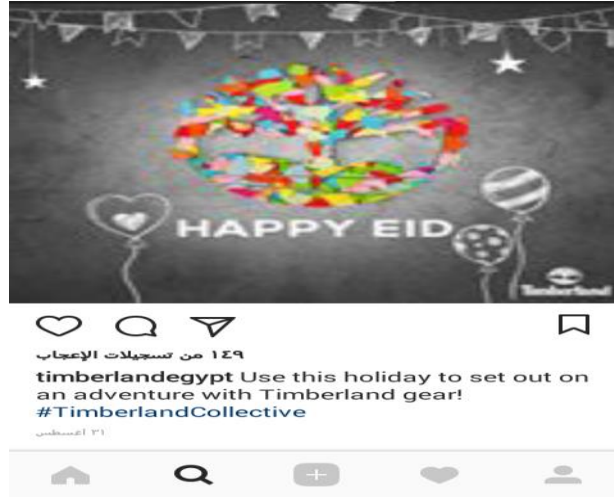 HAPPY EID
Timberland
١٤٩ من تسجيلات الإعجاب
timberlandegypt Use this holiday to set out on
an adventure with Timberland gear!
#TimberlandCollective
٣١ أغسطس